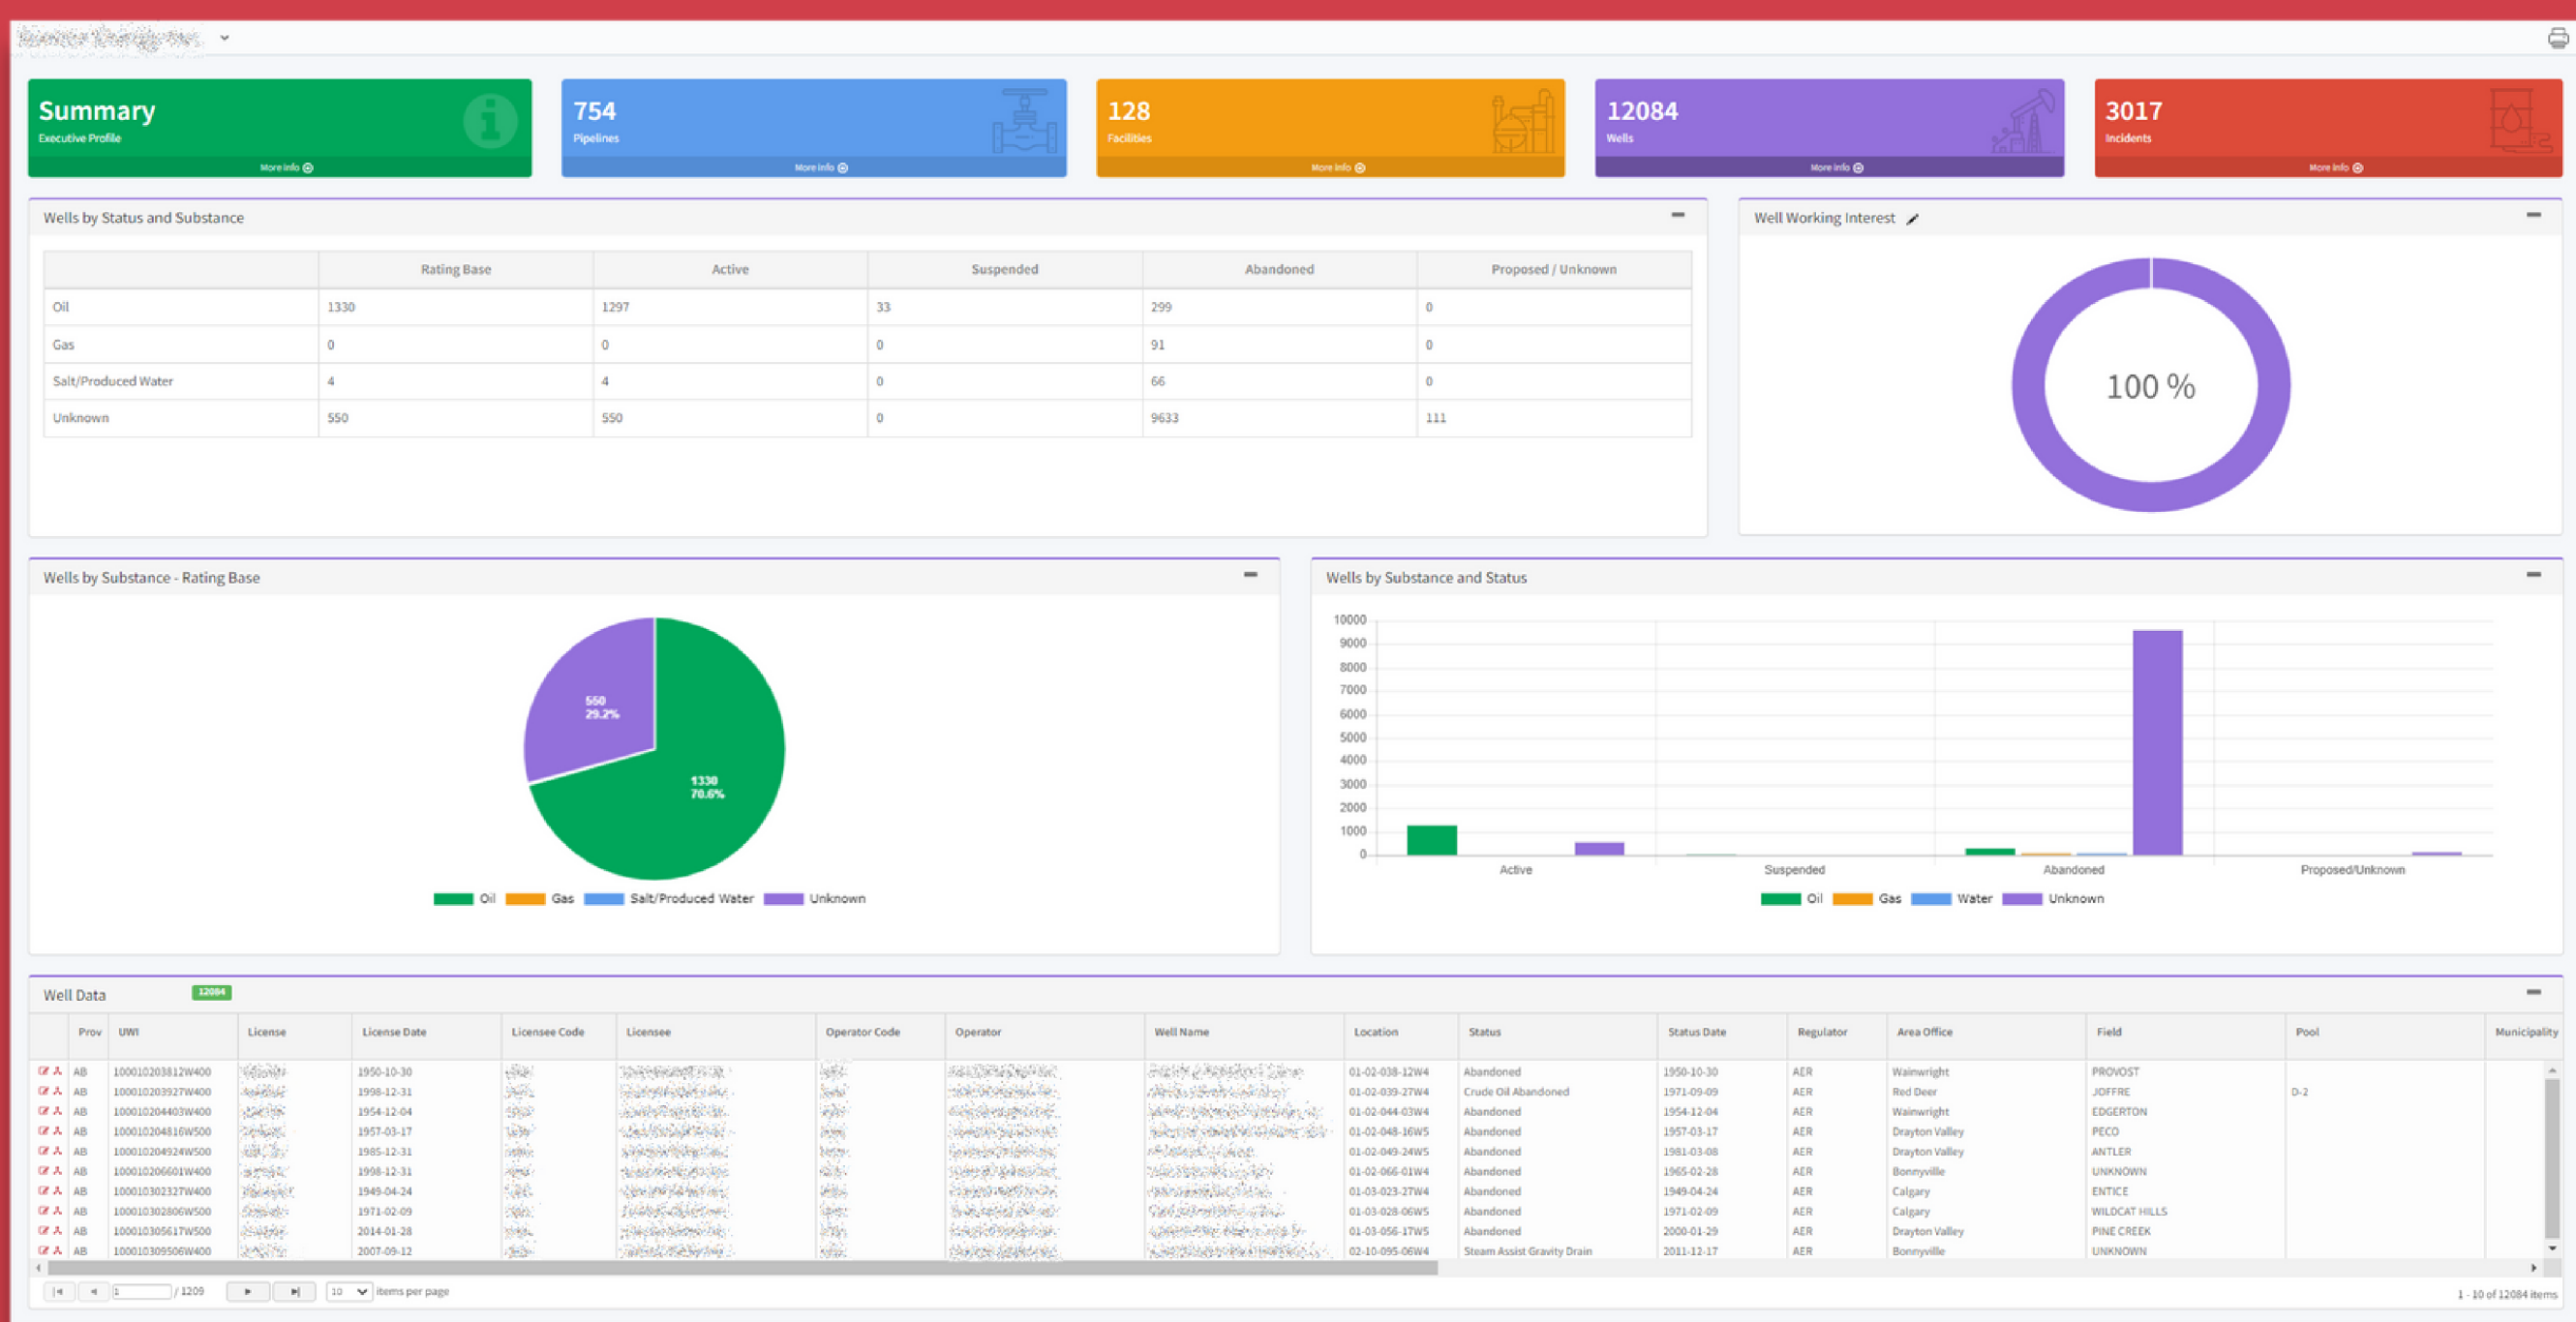 Summary
Executive Profile
More info
754
Pipelines
More info
128
Facilities
More info
12084
Wells
More info
3017
Incidents
More info
Wells by Status and Substance
Rating Base Active Suspended Abandoned Proposed / Unknown
Oil 1330 1297 33 299 0
Gas 0 0 0 91 0
Salt/Produced Water 4 4 0 66 0
Unknown 550 550 0 9633 111
Well Working Interest
100 %
Wells by Substance - Rating Base
550
29.2%
1330
70.6%
Oil Gas Salt/Produced Water Unknown
Wells by Substance and Status
10000
9000
8000
7000
6000
5000
4000
3000
2000
1000
0
Active Suspended Abandoned Proposed/Unknown
Oil Gas Water Unknown
Well Data 12084
Prov UWI License License Date Licensee Code Licensee Operator Code Operator Well Name Location Status Status Date Regulator Area Office Field Pool Municipality
AB 100010203812W400 1950-10-30 01-02-038-12W4 Abandoned 1950-10-30 AER Wainwright PROVOST
AB 100010203927W400 1998-12-31 01-02-039-27W4 Crude Oil Abandoned 1971-09-09 AER Red Deer JOFFRE D-2
AB 100010204403W400 1954-12-04 01-02-044-03W4 Abandoned 1954-12-04 AER Wainwright EDGERTON
AB 100010204816W500 1957-03-17 01-02-048-16W5 Abandoned 1957-03-17 AER Drayton Valley PECO
AB 100010204924W500 1985-12-31 01-02-049-24W5 Abandoned 1981-03-08 AER Drayton Valley ANTLER
AB 100010206601W400 1998-12-31 01-02-066-01W4 Abandoned 1965-02-28 AER Bonnyville UNKNOWN
AB 100010302327W400 1949-04-24 01-03-023-27W4 Abandoned 1949-04-24 AER Calgary ENTICE
AB 100010302806W500 1971-02-09 01-03-028-06W5 Abandoned 1971-02-09 AER Calgary WILDCAT HILLS
AB 100010305617W500 2014-01-28 01-03-056-17W5 Abandoned 2000-01-29 AER Drayton Valley PINE CREEK
AB 100010309506W400 2007-09-12 02-10-095-06W4 Steam Assist Gravity Drain 2011-12-17 AER Bonnyville UNKNOWN
1 / 1209 10 items per page 1 - 10 of 12084 items